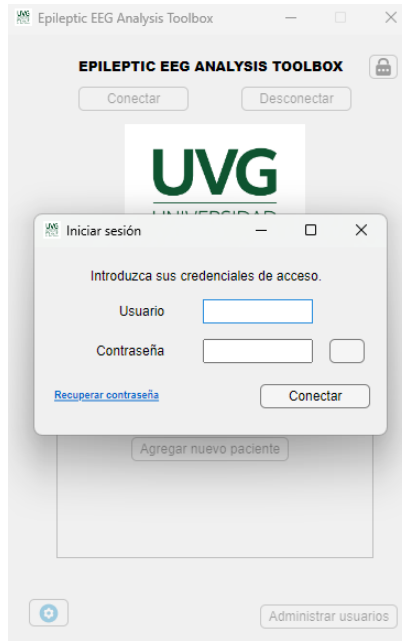 Epileptic EEG Analysis Toolbox
EPILEPTIC EEG ANALYSIS TOOLBOX
Conectar Desconectar
UVG
UNIVERSIDAD
Iniciar sesión
Introduzca sus credenciales de acceso.
Usuario
Contraseña
Recuperar contraseña Conectar
Agregar nuevo paciente
Administrar usuarios